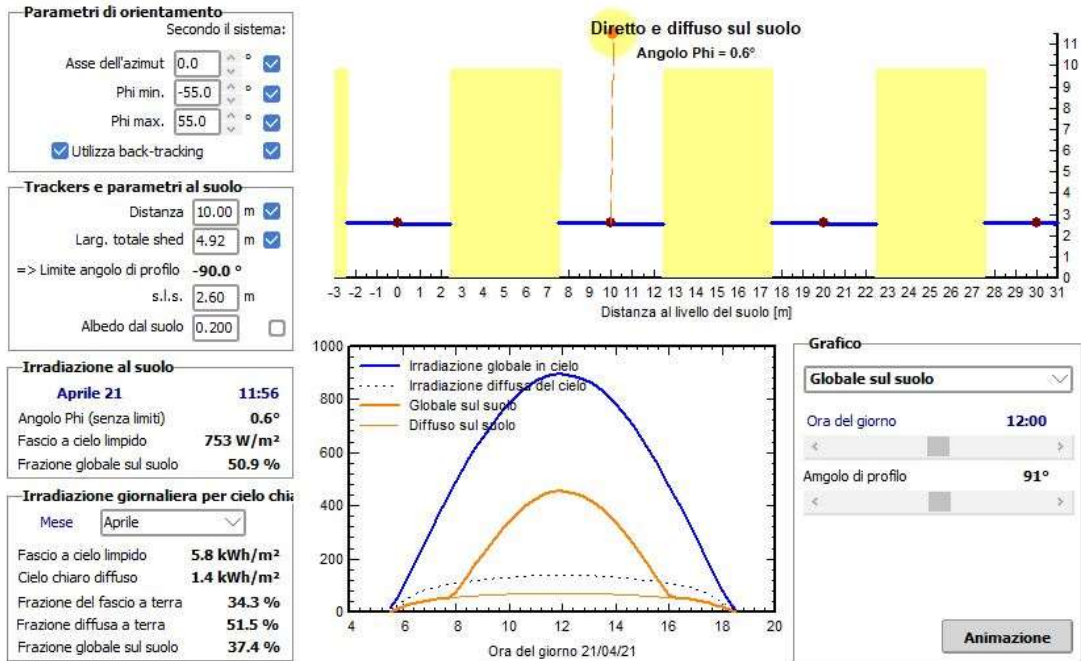 Parametri di orientamento
Secondo il sistema:
Asse dell'azimut 0.0 °
Phi min. -55.0 °
Phi max. 55.0 °
Utilizza back-tracking
Trackers e parametri al suolo
Distanza 10.00 m
Larg. totale shed 4.92 m
=> Limite angolo di profilo -90.0 °
s.l.s. 2.60 m
Albedo dal suolo 0.200
Irradiazione al suolo
Aprile 21 11:56
Angolo Phi (senza limiti) 0.6°
Fascio a cielo limpido 753 W/m²
Frazione globale sul suolo 50.9 %
Irradiazione giornaliera per cielo chia
Mese Aprile
Fascio a cielo limpido 5.8 kWh/m²
Cielo chiaro diffuso 1.4 kWh/m²
Frazione del fascio a terra 34.3 %
Frazione diffusa a terra 51.5 %
Frazione globale sul suolo 37.4 %
Diretto e diffuso sul suolo
Angolo Phi = 0.6°
11
10
9
8
7
6
5
4
3
2
1
0
-3 -2 -1 0 1 2 3 4 5 6 7 8 9 10 11 12 13 14 15 16 17 18 19 20 21 22 23 24 25 26 27 28 29 30 31
Distanza al livello del suolo [m]
1000
800
600
400
200
0
Irradiazione globale in cielo
Irradiazione diffusa del cielo
Globale sul suolo
Diffuso sul suolo
4 6 8 10 12 14 16 18 20
Ora del giorno 21/04/21
Grafico
Globale sul suolo
Ora del giorno 12:00
Amgolo di profilo 91°
Animazione